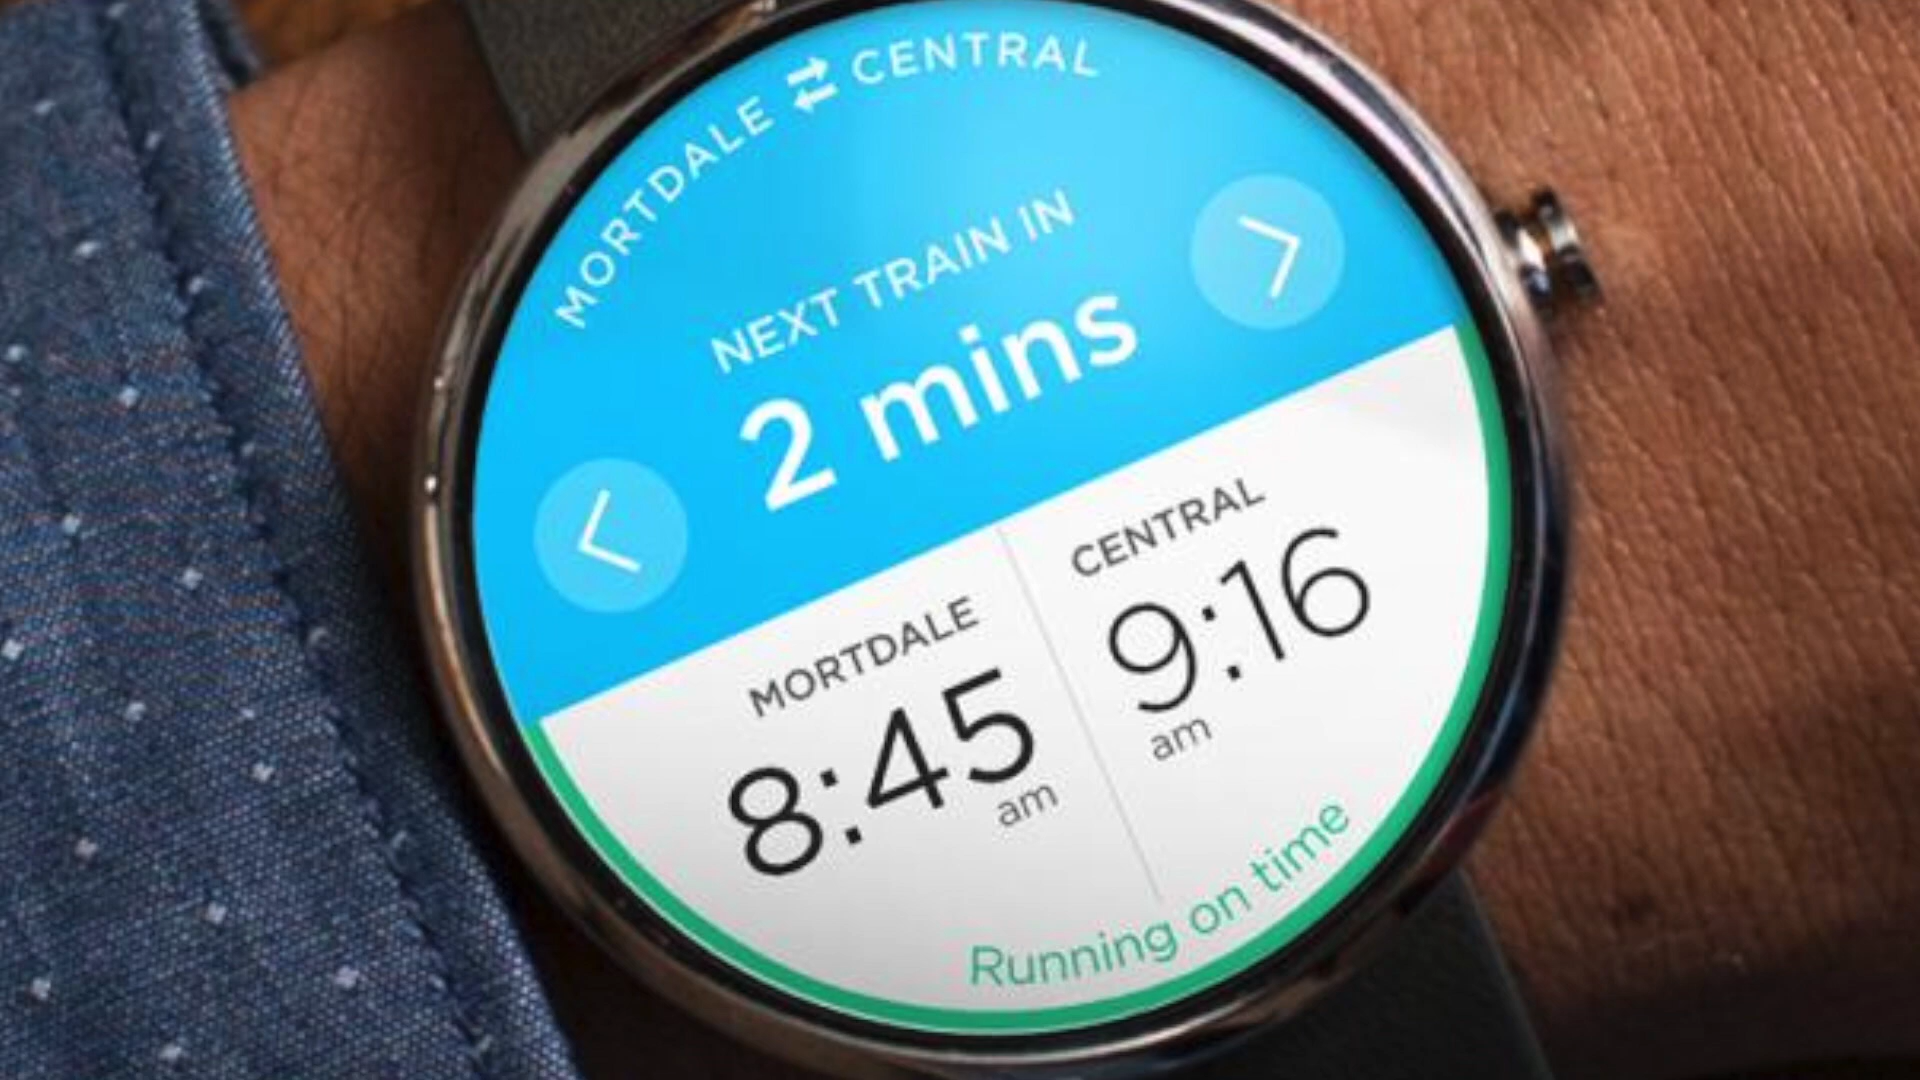 MORTDALE ⇄ CENTRAL
NEXT TRAIN IN
2 mins
MORTDALE
8:45
am
CENTRAL
9:16
am
Running on time